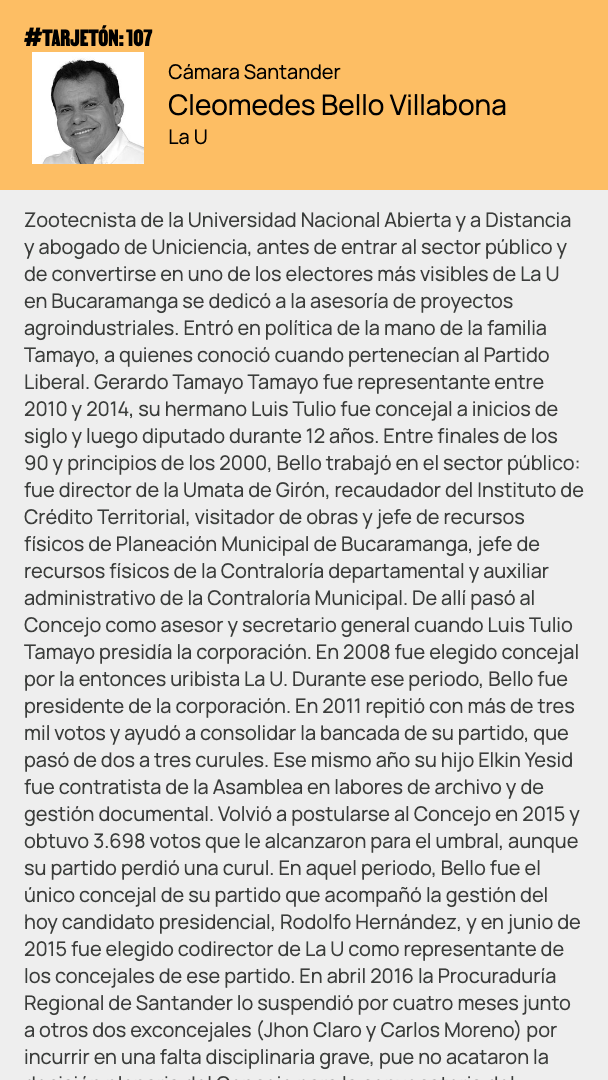 #TARJETÓN: 107
Cámara Santander
Cleomedes Bello Villabona
La U
Zootecnista de la Universidad Nacional Abierta y a Distancia
y abogado de Uniciencia, antes de entrar al sector público y
de convertirse en uno de los electores más visibles de La U
en Bucaramanga se dedicó a la asesoría de proyectos
agroindustriales. Entró en política de la mano de la familia
Tamayo, a quienes conoció cuando pertenecían al Partido
Liberal. Gerardo Tamayo Tamayo fue representante entre
2010 y 2014, su hermano Luis Tulio fue concejal a inicios de
siglo y luego diputado durante 12 años. Entre finales de los
90 y principios de los 2000, Bello trabajó en el sector público:
fue director de la Umata de Girón, recaudador del Instituto de
Crédito Territorial, visitador de obras y jefe de recursos
físicos de Planeación Municipal de Bucaramanga, jefe de
recursos físicos de la Contraloría departamental y auxiliar
administrativo de la Contraloría Municipal. De allí pasó al
Concejo como asesor y secretario general cuando Luis Tulio
Tamayo presidía la corporación. En 2008 fue elegido concejal
por la entonces uribista La U. Durante ese periodo, Bello fue
presidente de la corporación. En 2011 repitió con más de tres
mil votos y ayudó a consolidar la bancada de su partido, que
pasó de dos a tres curules. Ese mismo año su hijo Elkin Yesid
fue contratista de la Asamblea en labores de archivo y de
gestión documental. Volvió a postularse al Concejo en 2015 y
obtuvo 3.698 votos que le alcanzaron para el umbral, aunque
su partido perdió una curul. En aquel periodo, Bello fue el
único concejal de su partido que acompañó la gestión del
hoy candidato presidencial, Rodolfo Hernández, y en junio de
2015 fue elegido codirector de La U como representante de
los concejales de ese partido. En abril 2016 la Procuraduría
Regional de Santander lo suspendió por cuatro meses junto
a otros dos exconcejales (Jhon Claro y Carlos Moreno) por
incurrir en una falta disciplinaria grave, pue no acataron la